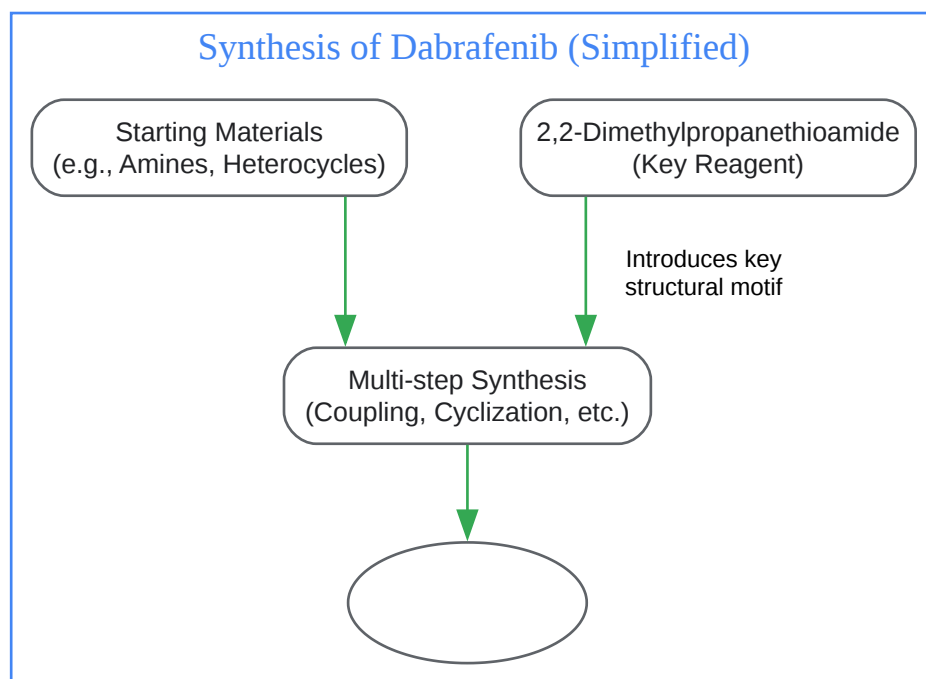 Synthesis of Dabrafenib (Simplified)
Starting Materials
(e.g., Amines, Heterocycles)
2,2-Dimethylpropanethioamide
(Key Reagent)
Introduces key
structural motif
Multi-step Synthesis
(Coupling, Cyclization, etc.)